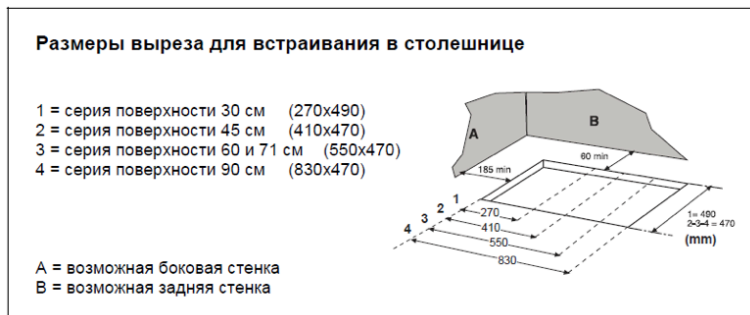 Размеры выреза для встраивания в столешнице
1 = серия поверхности 30 см (270x490)
2 = серия поверхности 45 см (410x470)
3 = серия поверхности 60 и 71 см (550x470)
4 = серия поверхности 90 см (830x470)
A = возможная боковая стенка
B = возможная задняя стенка
A
B
60 min
185 min
1
2
3
4
270
410
550
830
1= 490
2-3-4 = 470
(mm)